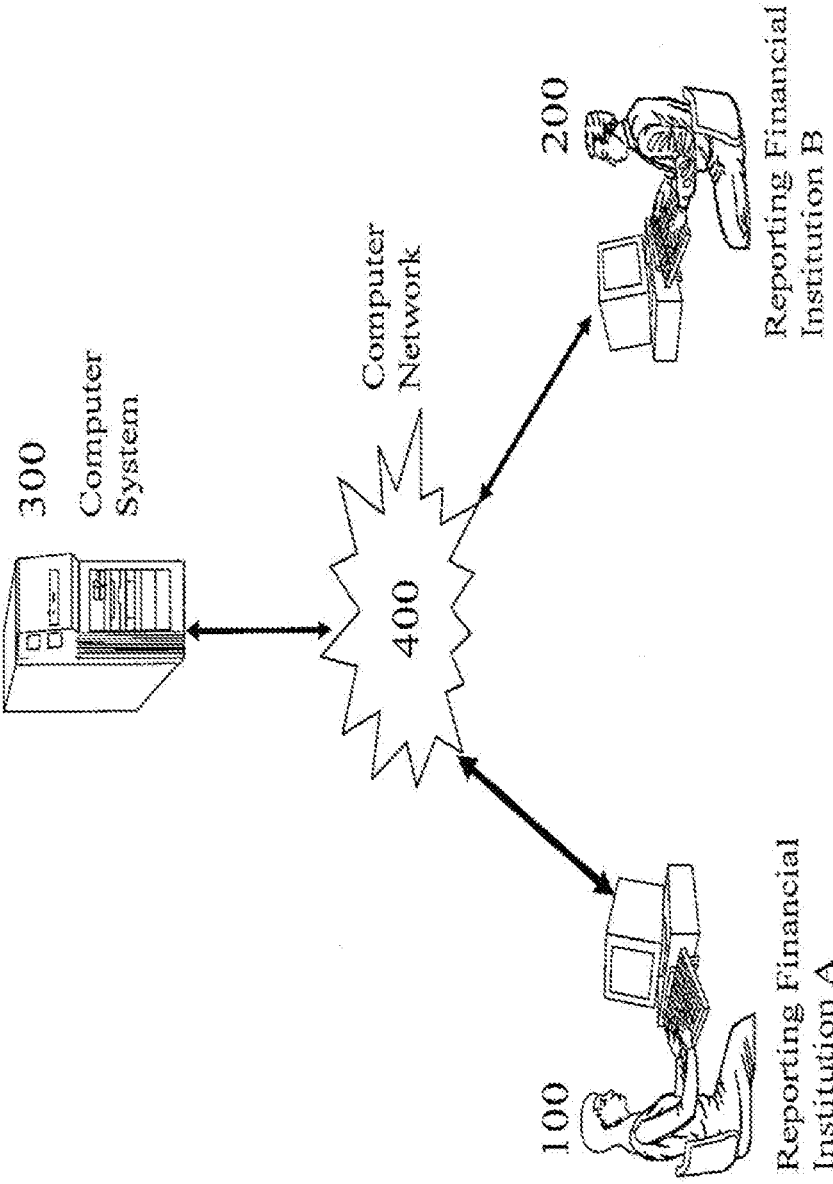 300
Computer
System
Computer
Network
400
100
200
Reporting Financial
Institution A
Reporting Financial
Institution B